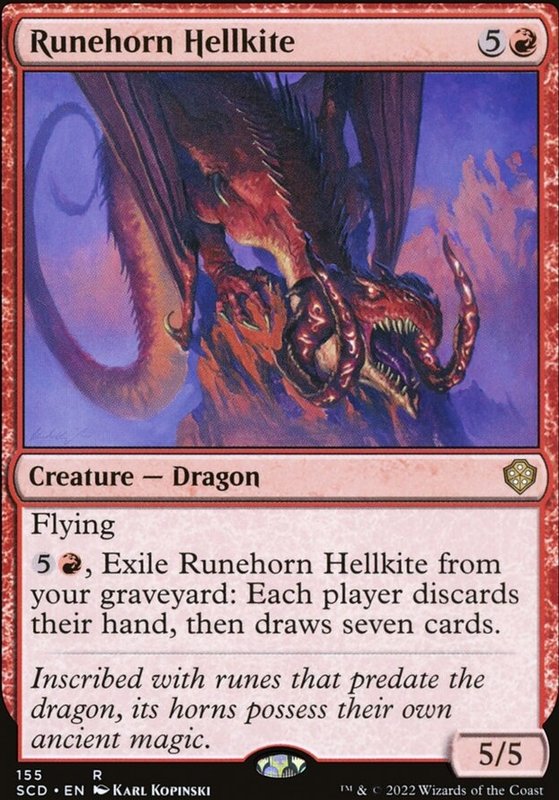 Runehorn Hellkite 5
Creature — Dragon
Flying
5, Exile Runehorn Hellkite from
your graveyard: Each player discards
their hand, then draws seven cards.
Inscribed with runes that predate the
dragon, its horns possess their own
ancient magic.
5/5
155 R
SCD • EN Karl Kopinski
™ & © 2022 Wizards of the Coast